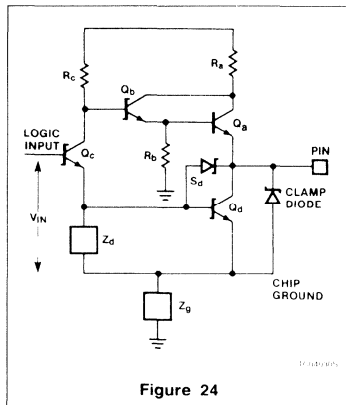 Rc
Ra
Qb
Qa
LOGIC
INPUT
Qc
Rb
Sd
PIN
Qd
CLAMP
DIODE
VIN
Zd
CHIP
GROUND
Zg
Figure 24